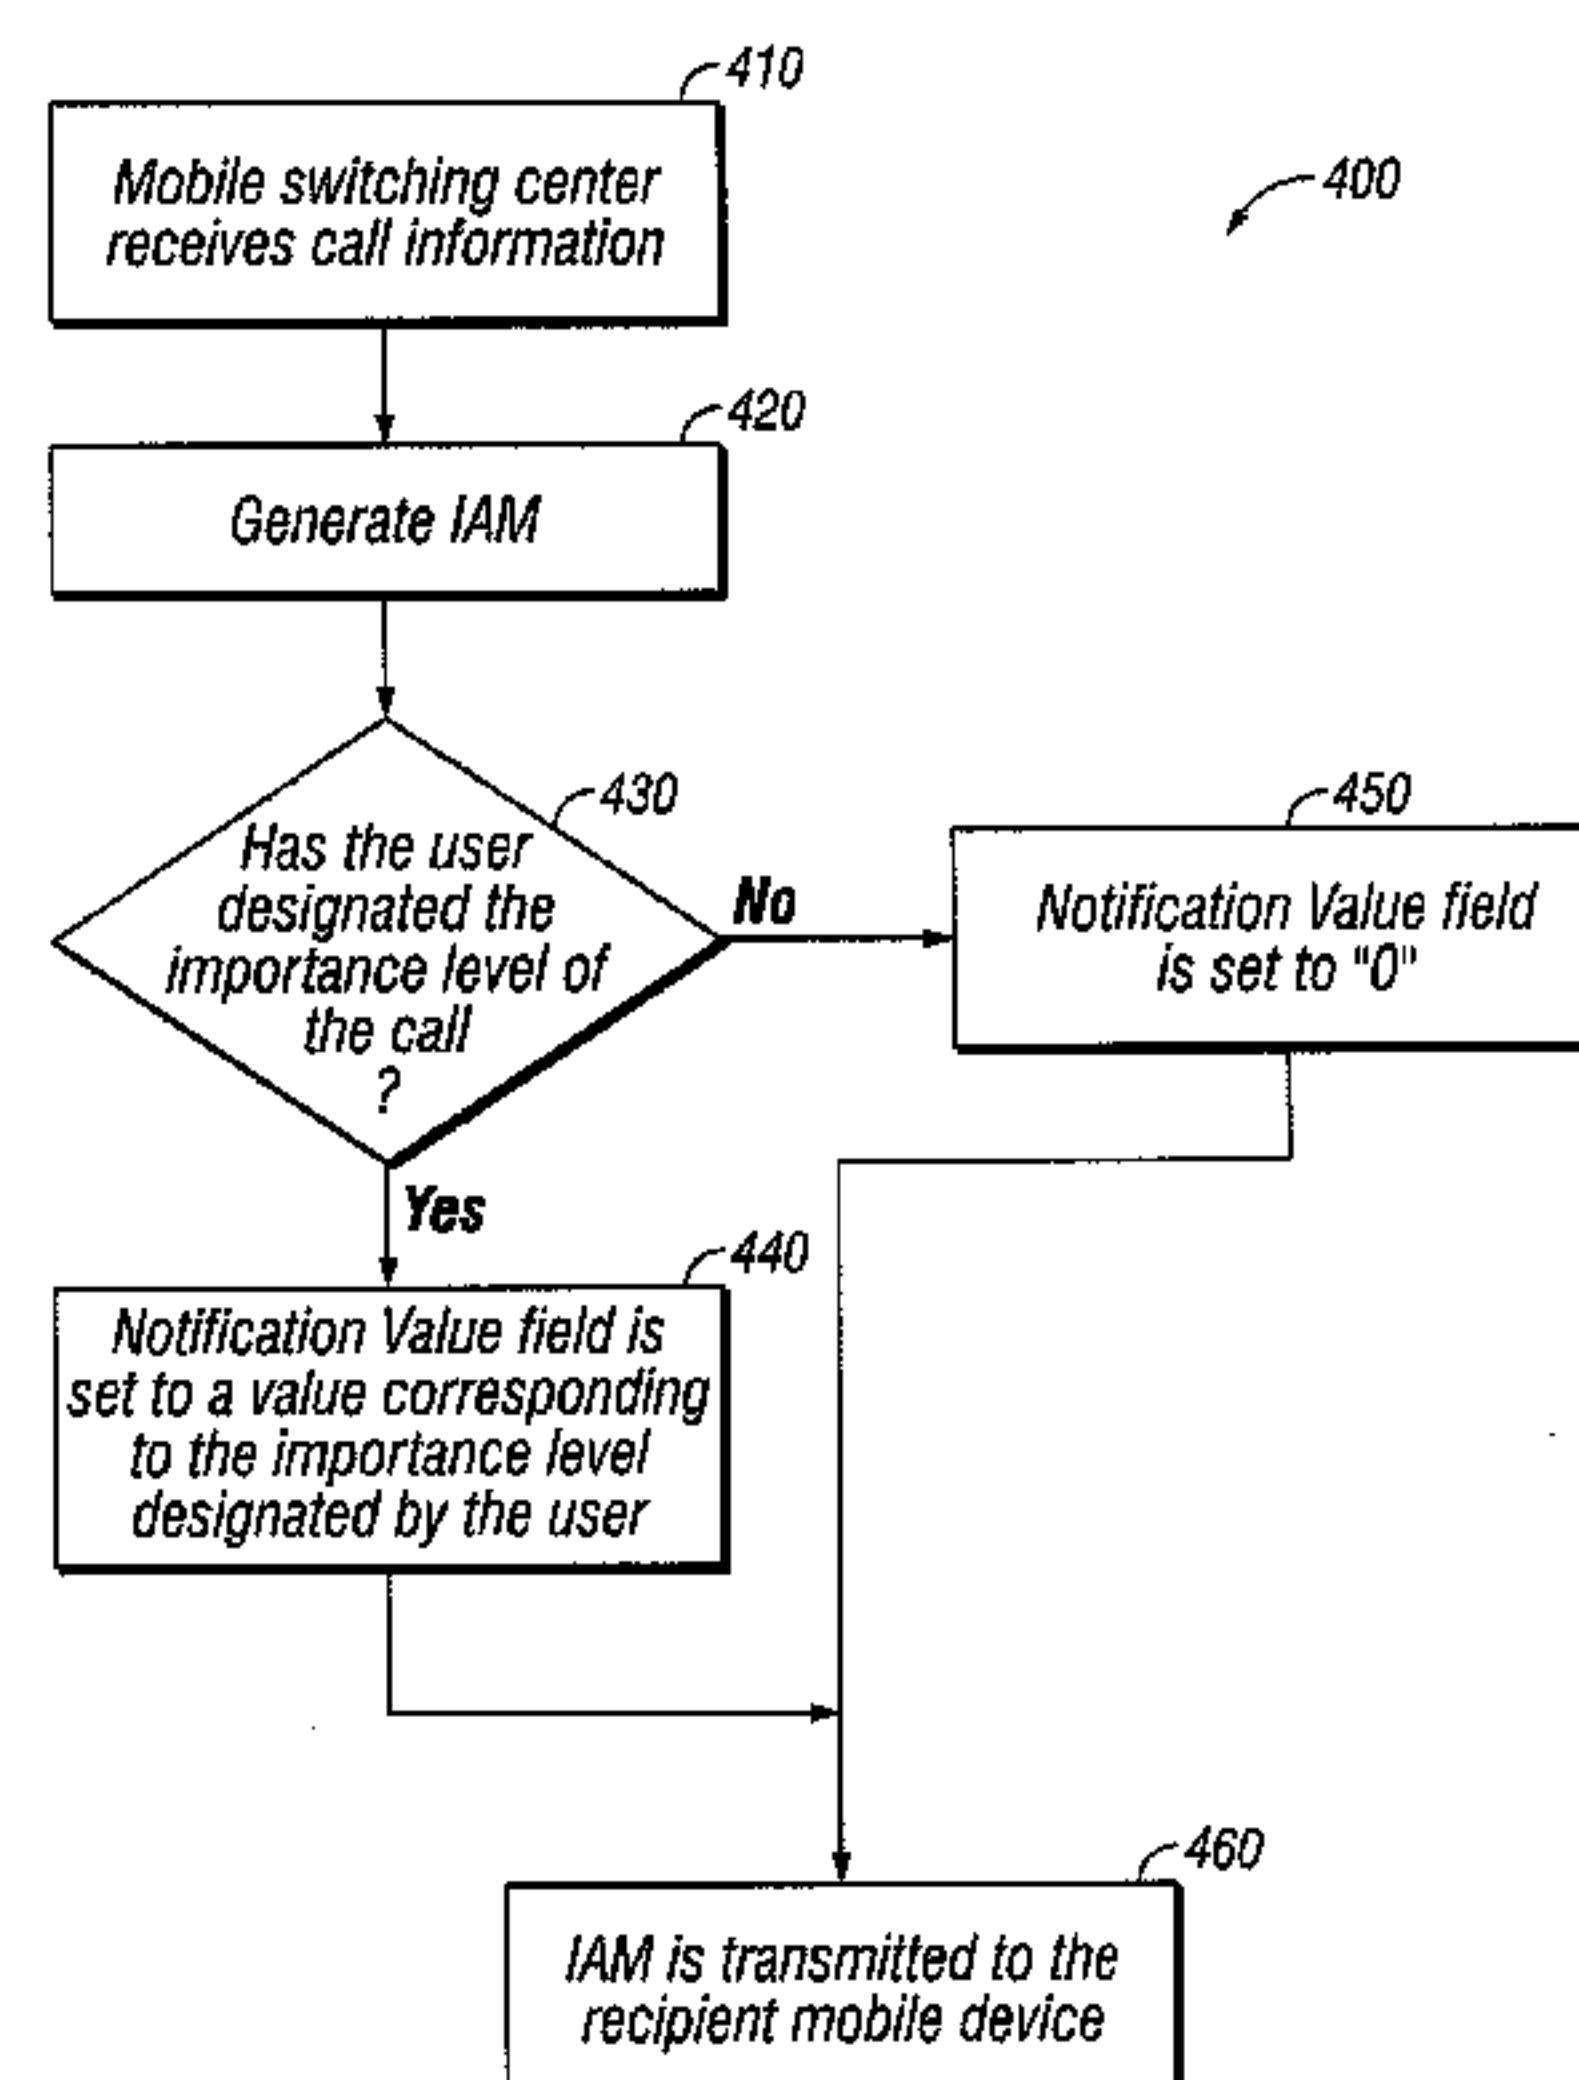 410
Mobile switching center
receives call information
400
420
Generate IAM
430
Has the user
designated the
importance level of
the call
?
No
450
Notification Value field
is set to "0"
Yes
440
Notification Value field is
set to a value corresponding
to the importance level
designated by the user
460
IAM is transmitted to the
recipient mobile device